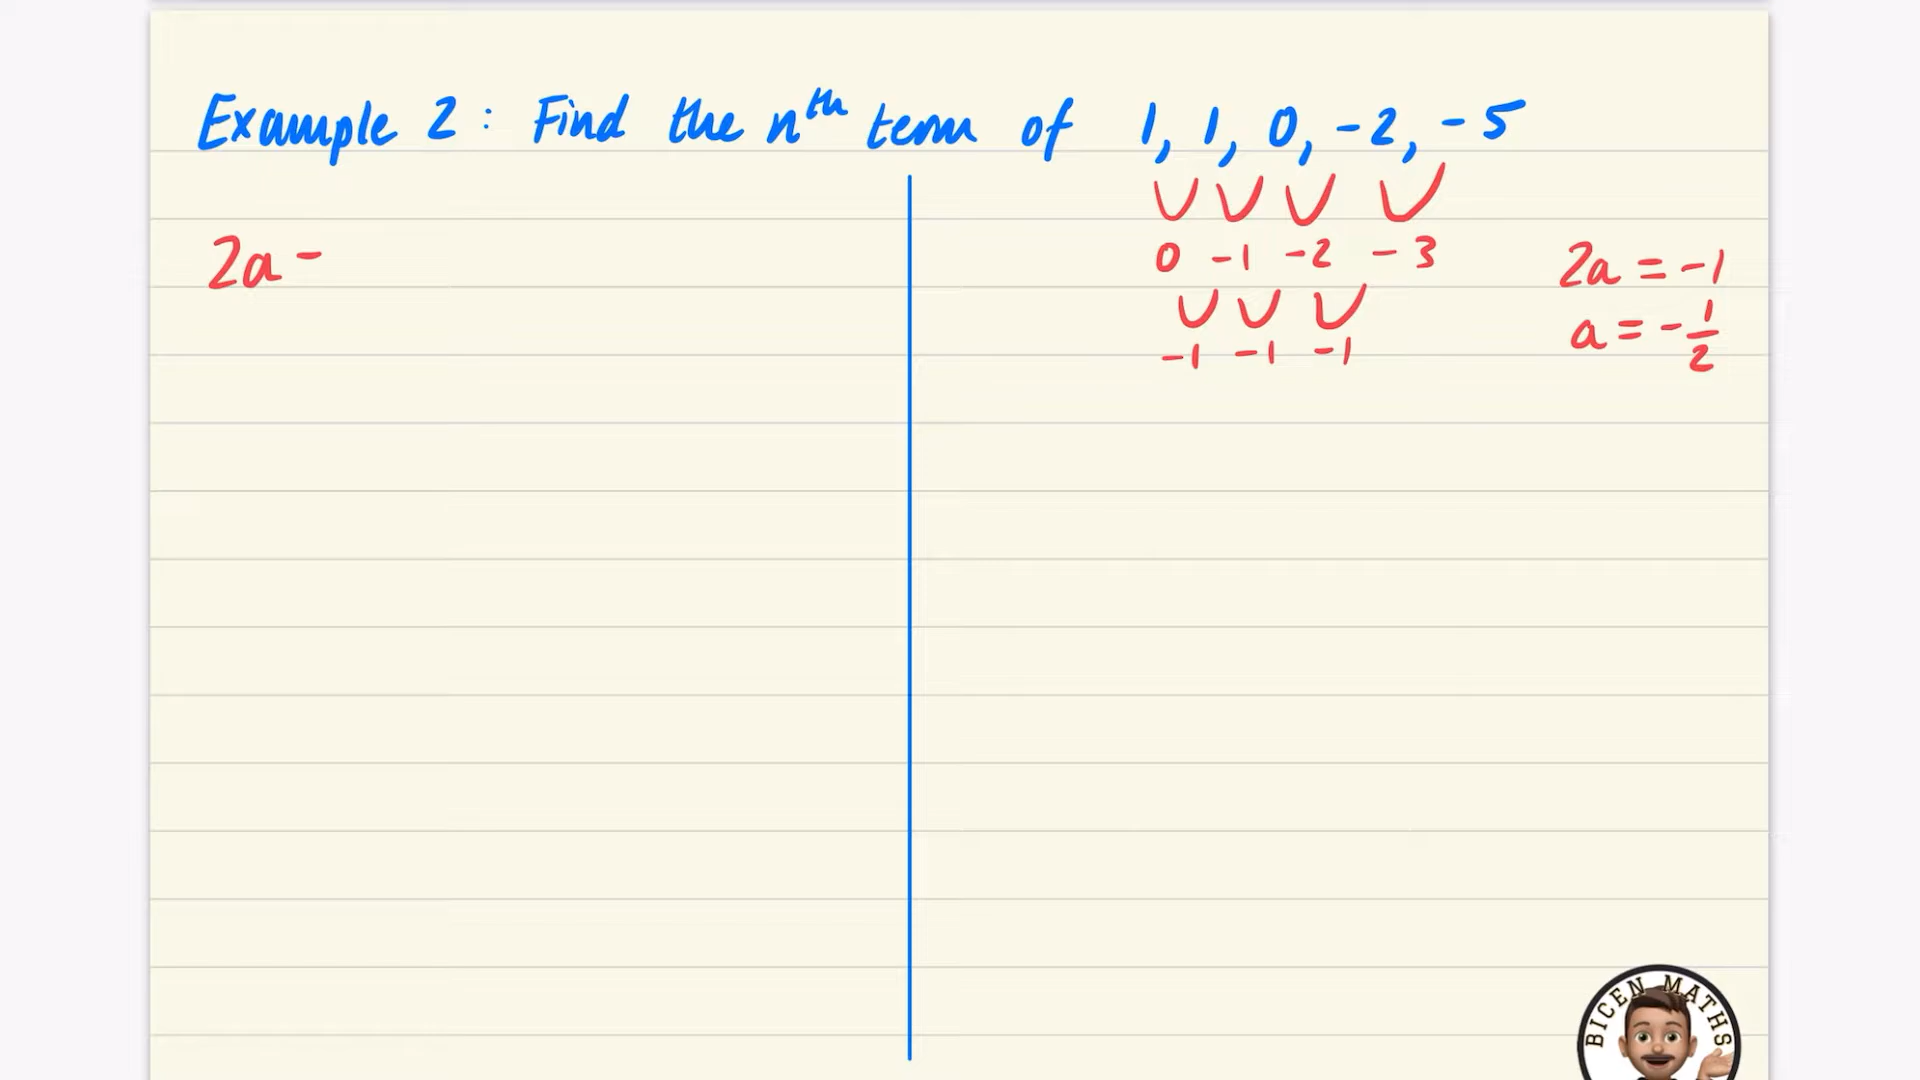 Example 2: Find the nth term of 1, 1, 0, -2, -5
0 -1 -2 -3
-1 -1 -1
2a = -1
a = -1/2
2a -
BICEN MATHS